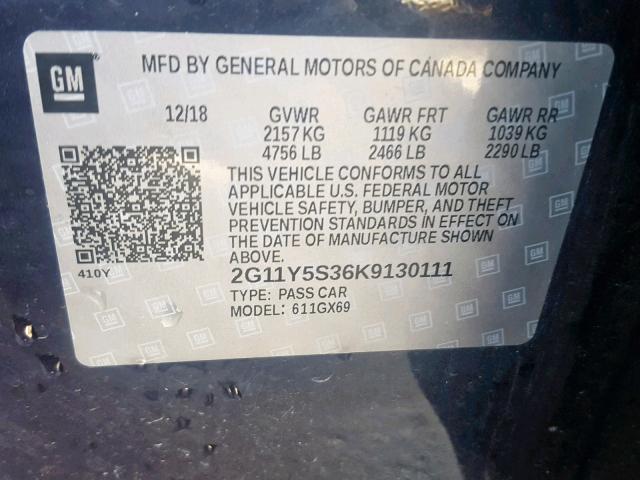 GM
MFD BY GENERAL MOTORS OF CANADA COMPANY
12/18 GVWR GAWR FRT GAWR RR
2157 KG 1119 KG 1039 KG
4756 LB 2466 LB 2290 LB
THIS VEHICLE CONFORMS TO ALL
APPLICABLE U.S. FEDERAL MOTOR
VEHICLE SAFETY, BUMPER, AND THEFT
PREVENTION STANDARDS IN EFFECT ON
THE DATE OF MANUFACTURE SHOWN
ABOVE.
410Y
2G11Y5S36K9130111
TYPE: PASS CAR
MODEL: 611GX69